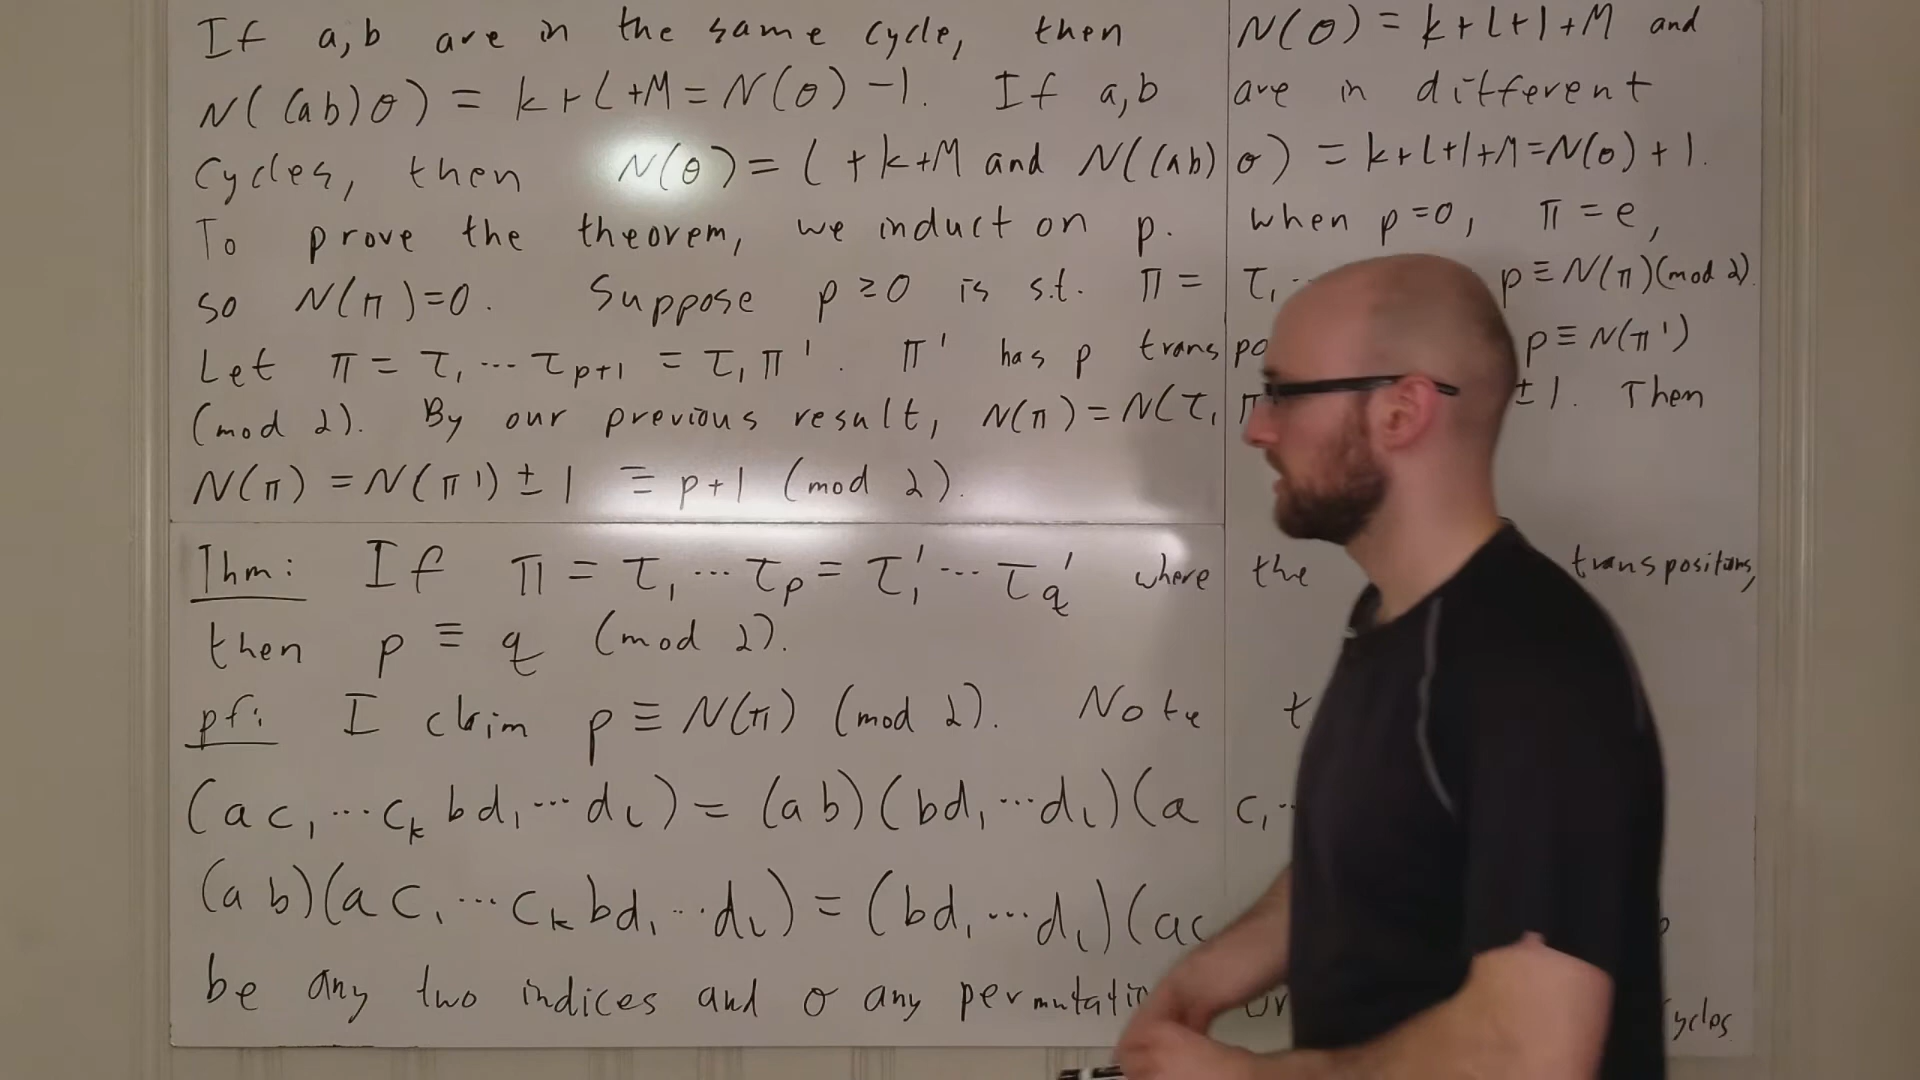 If a,b are in the same cycle, then N(σ) = k+l+1+M and
N((ab)σ) = k+l+M = N(σ) -1. If a,b are in different
cycles, then N(σ) = l+k+M and N((ab)σ) = k+l+1+M=N(σ)+1.
To prove the theorem, we induct on p. When p=0, π = e,
so N(π)=0. Suppose p≥0 is s.t. π = τ₁ p ≡ N(π)(mod 2).
Let π = τ₁ ⋯ τₚ₊₁ = τ₁π'. π' has p p ≡ N(π')
(mod 2). By our previous result, N(π) = N(τ₁ ±1. Then
N(π) = N(π') ± 1 ≡ p+1 (mod 2).
Thm: If π = τ₁ ⋯ τₚ = τ₁' ⋯ τ_q' where the transpositions,
then p ≡ q (mod 2).
pf: I claim p ≡ N(π) (mod 2). Note
(a c₁ ⋯ cₖ b d₁ ⋯ dₗ) = (a b)(b d₁ ⋯ dₗ)(a c₁
(a b)(a c₁ ⋯ cₖ b d₁ ⋯ dₗ) = (b d₁ ⋯ dₗ)(a c
be any two indices and σ any cycles